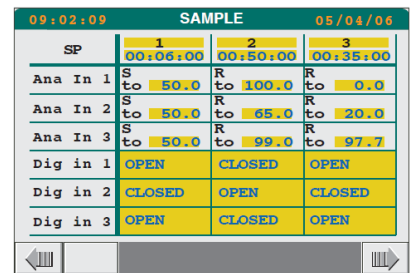 09:02:09 SAMPLE 05/04/06
SP 1 2 3
00:06:00 00:50:00 00:35:00
Ana In 1 S to 50.0 R to 100.0 R to 0.0
Ana In 2 S to 50.0 R to 65.0 R to 20.0
Ana In 3 S to 50.0 R to 99.0 R to 97.7
Dig in 1 OPEN CLOSED OPEN
Dig in 2 CLOSED OPEN CLOSED
Dig in 3 OPEN CLOSED OPEN